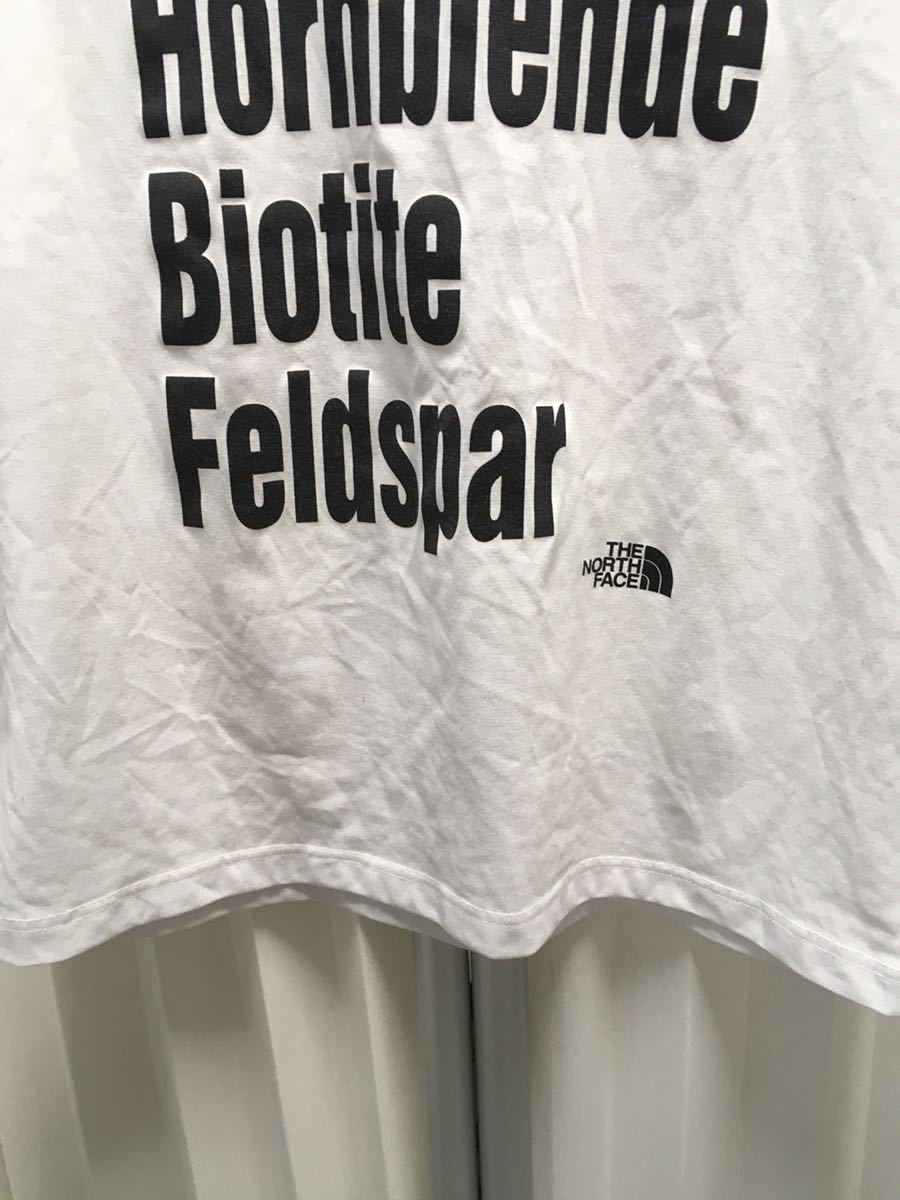 Hornblende
Biotite
Feldspar
THE
NORTH
FACE